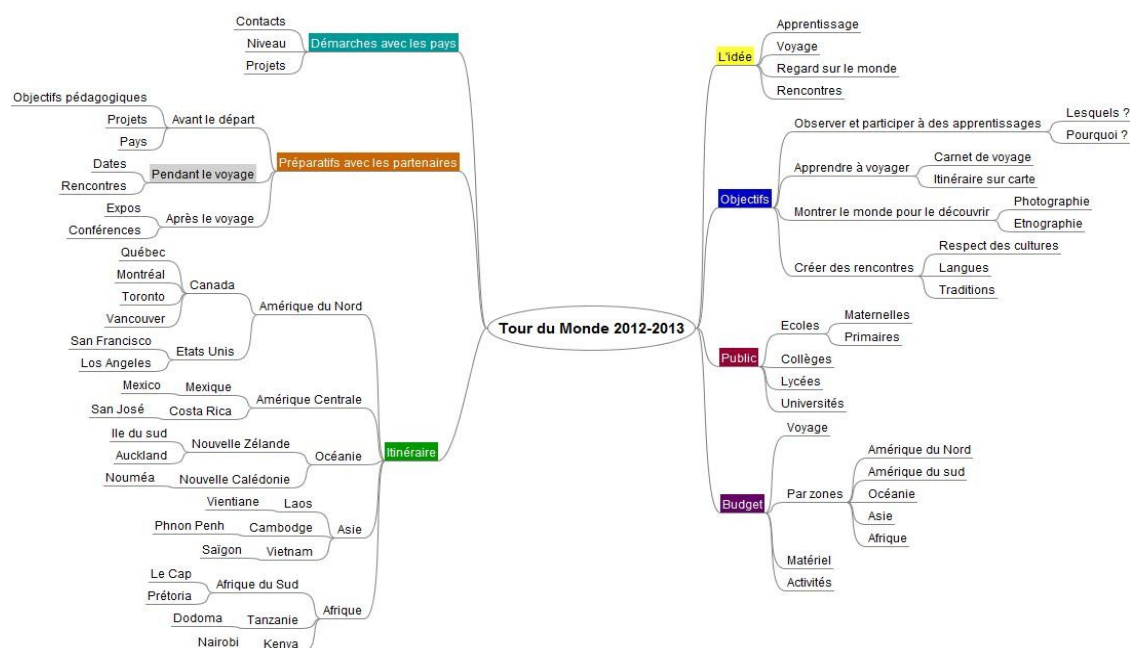 Tour du Monde 2012-2013
Démarches avec les pays
Contacts
Niveau
Projets
Préparatifs avec les partenaires
Avant le départ
Objectifs pédagogiques
Projets
Pays
Pendant le voyage
Dates
Rencontres
Après le voyage
Expos
Conférences
Itinéraire
Amérique du Nord
Canada
Québec
Montréal
Toronto
Vancouver
Etats Unis
San Francisco
Los Angeles
Amérique Centrale
Mexique
Mexico
Costa Rica
San José
Océanie
Nouvelle Zélande
Ile du sud
Auckland
Nouvelle Calédonie
Nouméa
Asie
Laos
Vientiane
Cambodge
Phnon Penh
Vietnam
Saïgon
Afrique
Afrique du Sud
Le Cap
Prétoria
Tanzanie
Dodoma
Kenya
Nairobi
L'idée
Apprentissage
Voyage
Regard sur le monde
Rencontres
Objectifs
Observer et participer à des apprentissages
Lesquels ?
Pourquoi ?
Apprendre à voyager
Carnet de voyage
Itinéraire sur carte
Montrer le monde pour le découvrir
Photographie
Etnographie
Créer des rencontres
Respect des cultures
Langues
Traditions
Public
Ecoles
Maternelles
Primaires
Collèges
Lycées
Universités
Budget
Voyage
Par zones
Amérique du Nord
Amérique du sud
Océanie
Asie
Afrique
Matériel
Activités